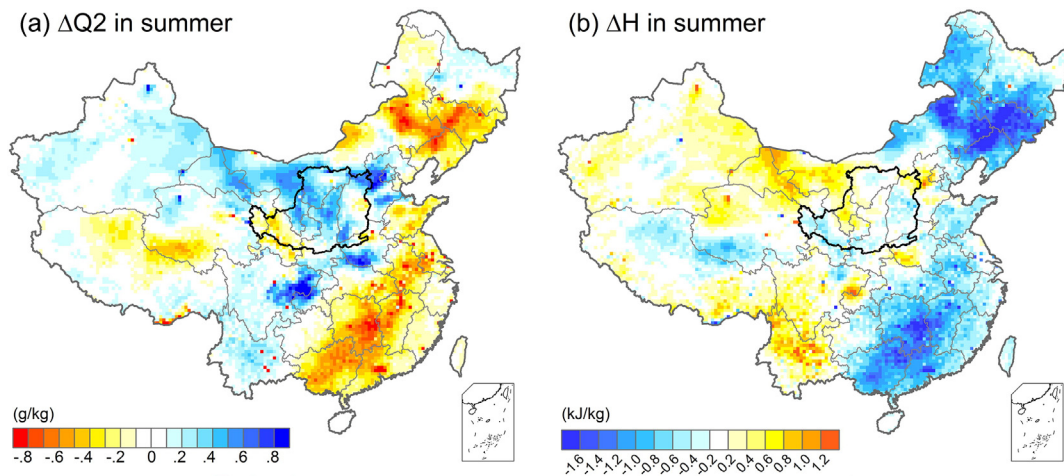 (a) ΔQ2 in summer
(b) ΔH in summer
(g/kg)
-.8 -.6 -.4 -.2 0 .2 .4 .6 .8
(kJ/kg)
-1.6 -1.4 -1.2 -1.0 -0.8 -0.6 -0.4 -0.2 0.2 0.4 0.6 0.8 1.0 1.2